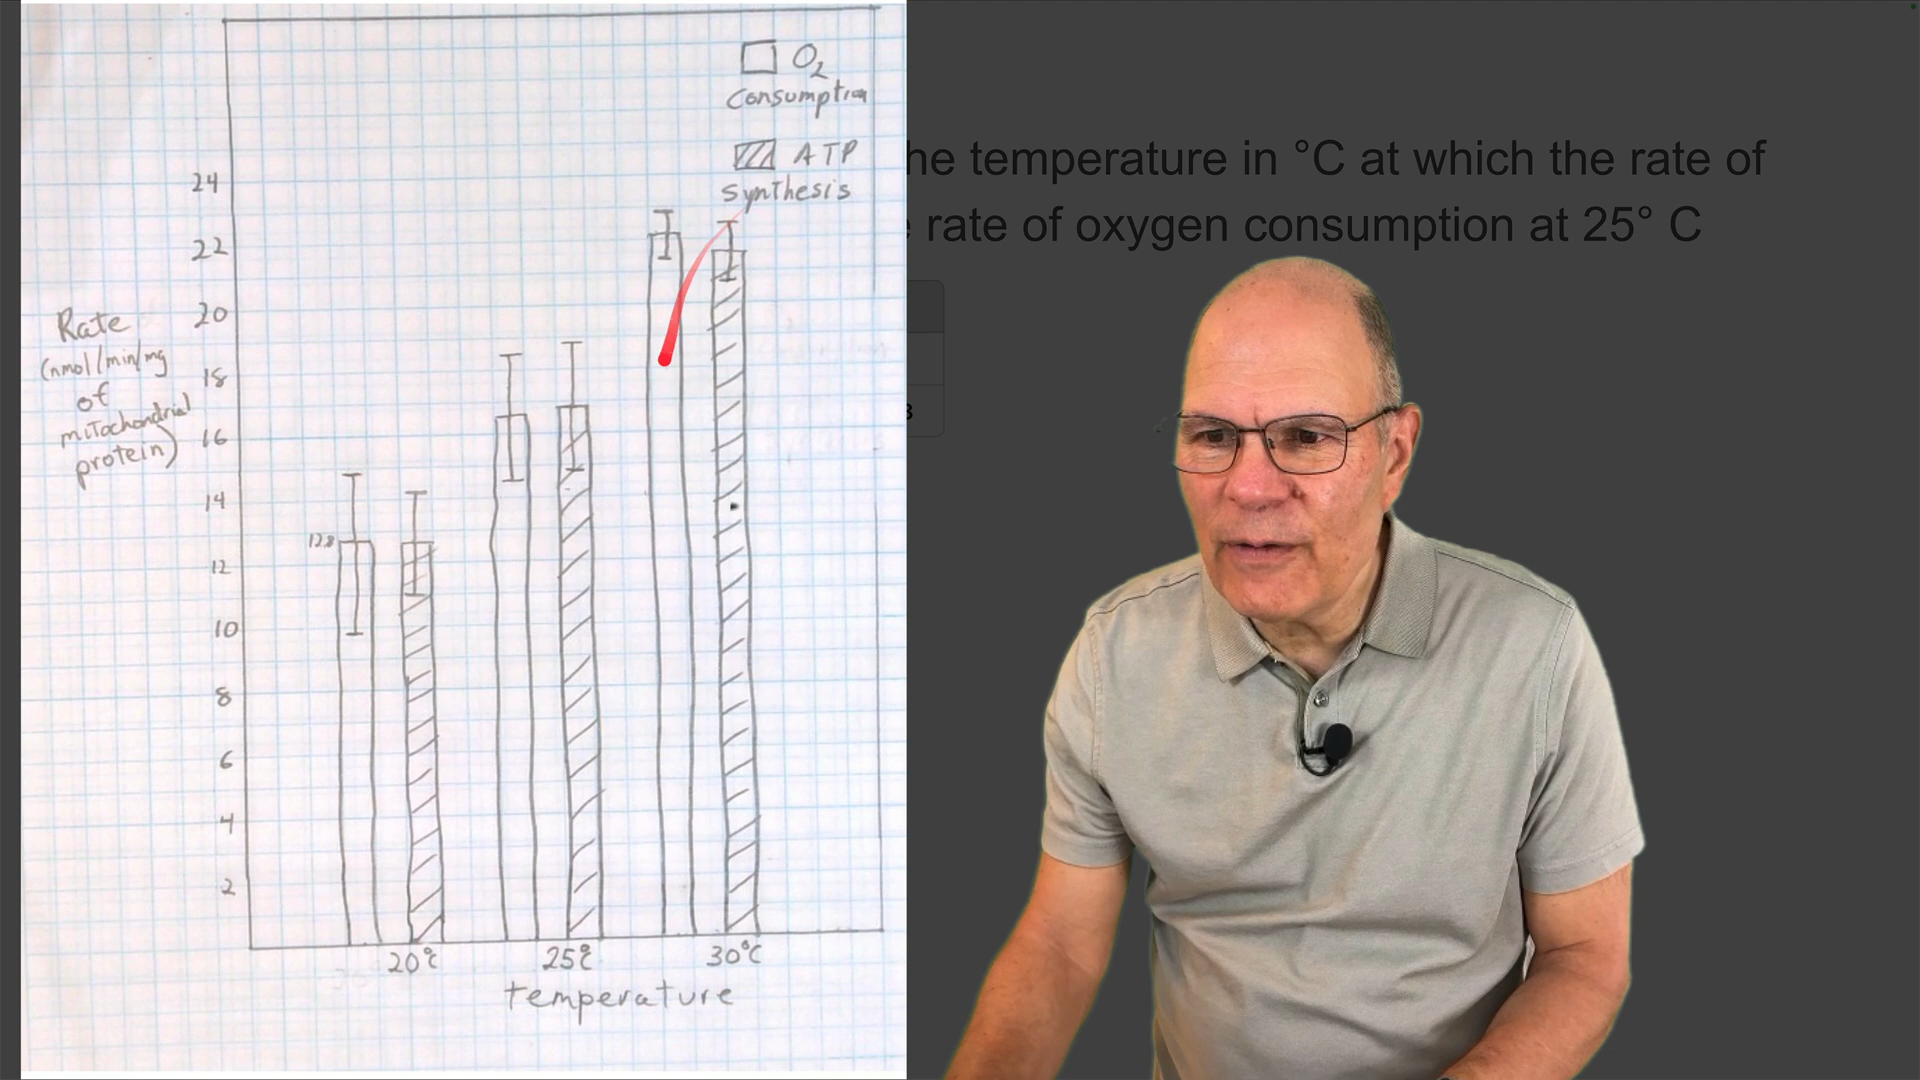 O2
Consumption
ATP
Synthesis
24
22
20
18
16
14
12.8
12
10
8
6
4
2
Rate
(nmol/min/mg
of
mitochondrial
protein)
20°C
25°C
30°C
temperature
he temperature in °C at which the rate of
rate of oxygen consumption at 25° C